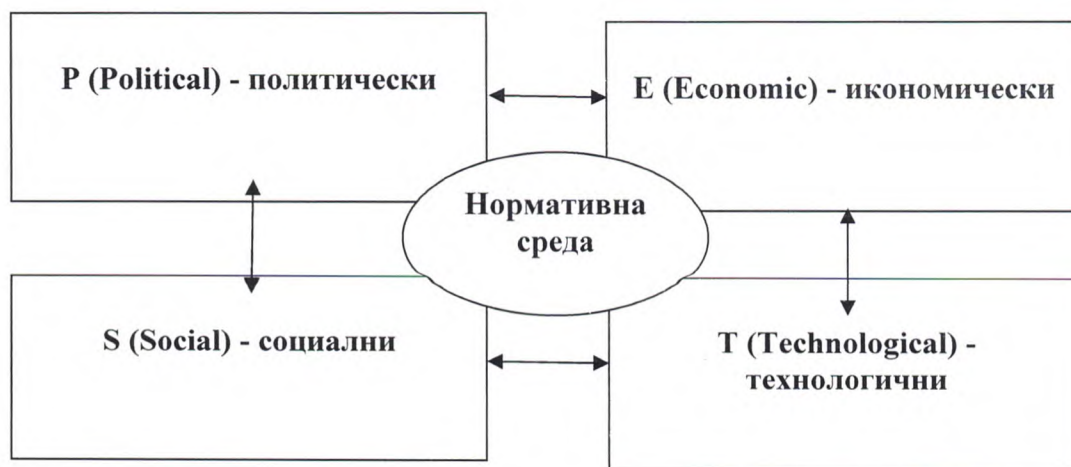 P (Political) - политически
E (Economic) - икономически
Нормативна
среда
S (Social) - социални
T (Technological) -
технологични